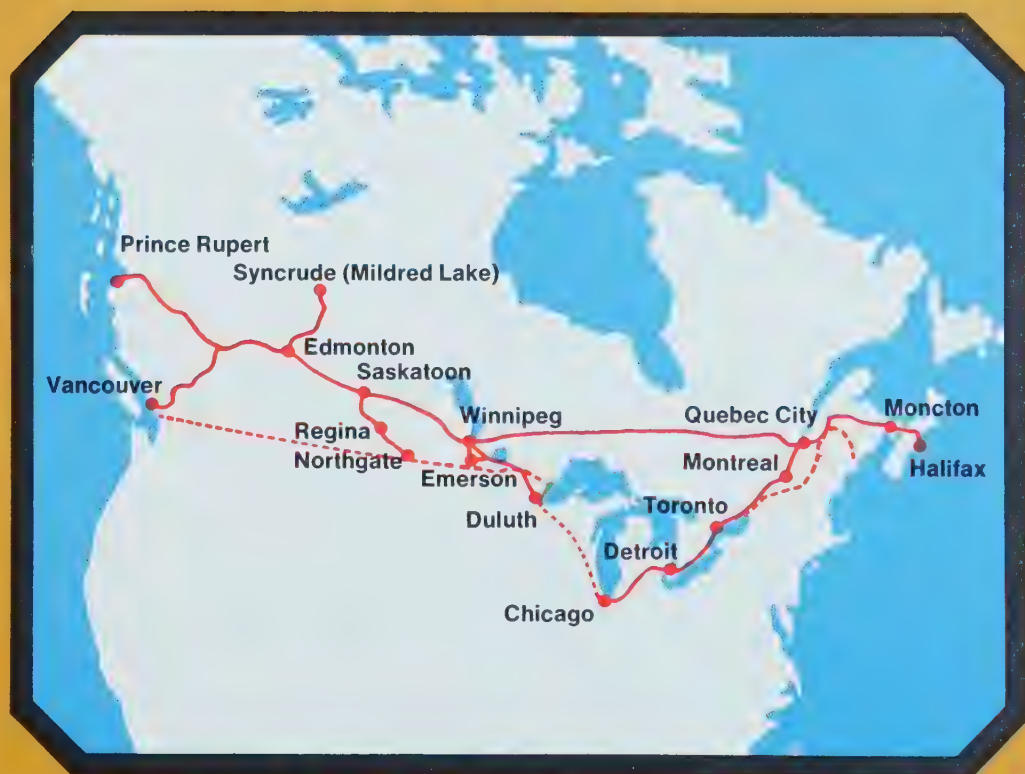 Prince Rupert
Syncrude (Mildred Lake)
Edmonton
Saskatoon
Vancouver
Winnipeg
Quebec City
Moncton
Regina
Northgate
Montreal
Halifax
Emerson
Toronto
Duluth
Detroit
Chicago